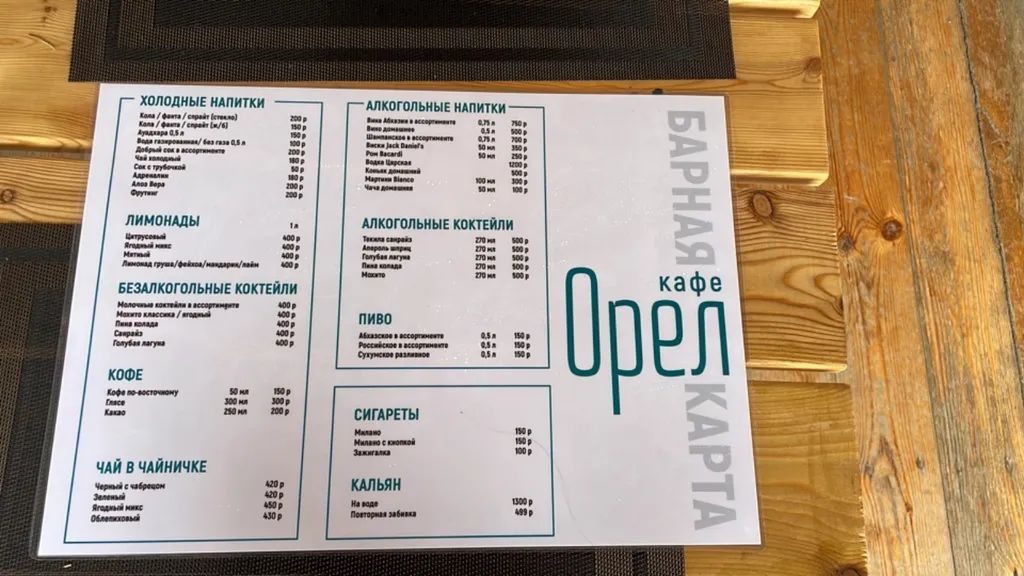 ХОЛОДНЫЕ НАПИТКИ
Кола / фанта / спрайт (стекло) 200 р
Кола / фанта / спрайт (ж/б) 150 р
Ауадхара 0,5 л 150 р
Вода газированная/ без газа 0,5 л 100 р
Добрый сок в ассортименте 200 р
Чай холодный 180 р
Сок с трубочкой 50 р
Адреналин 180 р
Алоэ Вера 200 р
Фрутинг 200 р
ЛИМОНАДЫ 1 л
Цитрусовый 400 р
Ягодный микс 400 р
Мятный 400 р
Лимонад груша/фейхоа/мандарин/лайм 400 р
БЕЗАЛКОГОЛЬНЫЕ КОКТЕЙЛИ
Молочные коктейли в ассортименте 400 р
Мохито классика / ягодный 400 р
Пина колада 400 р
Санрайз 400 р
Голубая лагуна 400 р
КОФЕ
Кофе по-восточному 50 мл 150 р
Глясе 300 мл 300 р
Какао 250 мл 200 р
ЧАЙ В ЧАЙНИЧКЕ
Черный с чабрецом 420 р
Зеленый 420 р
Ягодный микс 450 р
Облепиховый 430 р
АЛКОГОЛЬНЫЕ НАПИТКИ
Вина Абхазии в ассортименте 0,75 л 750 р
Вино домашнее 0,5 л 500 р
Шампанское в ассортименте 0,75 л 750 р
Виски Jack Daniel's 50 мл 350 р
Ром Bacardi 50 мл 250 р
Водка Царская 1200 р
Коньяк домашний 500 р
Мартини Bianco 100 мл 300 р
Чача домашняя 50 мл 100 р
АЛКОГОЛЬНЫЕ КОКТЕЙЛИ
Текила санрайз 270 мл 500 р
Апероль шприц 270 мл 500 р
Голубая лагуна 270 мл 500 р
Пина колада 270 мл 500 р
Мохито 270 мл 500 р
ПИВО
Абхазское в ассортименте 0,5 л 150 р
Российское в ассортименте 0,5 л 150 р
Сухумское разливное 0,5 л 150 р
СИГАРЕТЫ
Милано 150 р
Милано с кнопкой 150 р
Зажигалка 100 р
КАЛЬЯН
На воде 1300 р
Повторная забивка 499 р
БАРНАЯ КАРТА
кафе
Орел